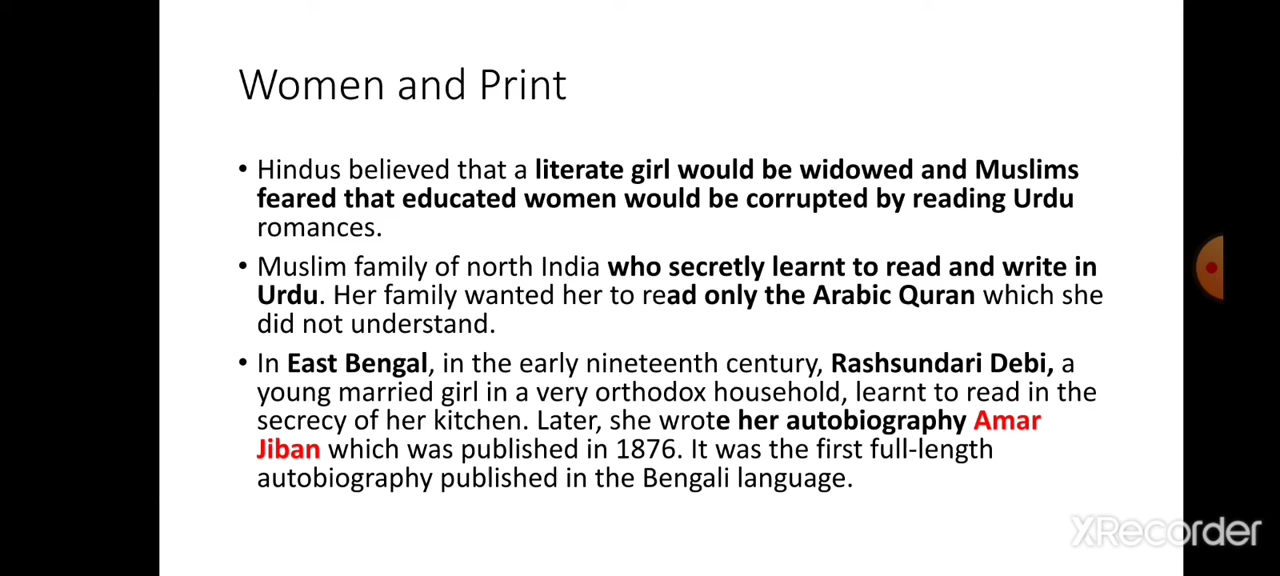 Women and Print
• Hindus believed that a literate girl would be widowed and Muslims
feared that educated women would be corrupted by reading Urdu
romances.
• Muslim family of north India who secretly learnt to read and write in
Urdu. Her family wanted her to read only the Arabic Quran which she
did not understand.
• In East Bengal, in the early nineteenth century, Rashsundari Debi, a
young married girl in a very orthodox household, learnt to read in the
secrecy of her kitchen. Later, she wrote her autobiography Amar
Jiban which was published in 1876. It was the first full-length
autobiography published in the Bengali language.
XRecorder